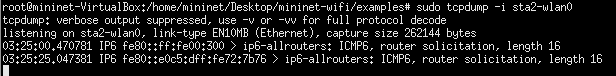 root@mininet-VirtualBox:/home/mininet/Desktop/mininet-wifi/examples# sudo tcpdump -i sta2-wlan0
tcpdump: verbose output suppressed, use -v or -vv for full protocol decode
listening on sta2-wlan0, link-type EN10MB (Ethernet), capture size 262144 bytes
03:25:00.470781 IP6 fe80::ff:fe00:300 > ip6-allrouters: ICMP6, router solicitation, length 16
03:25:25.047381 IP6 fe80::e0c5:dff:fe72:7b76 > ip6-allrouters: ICMP6, router solicitation, length 16